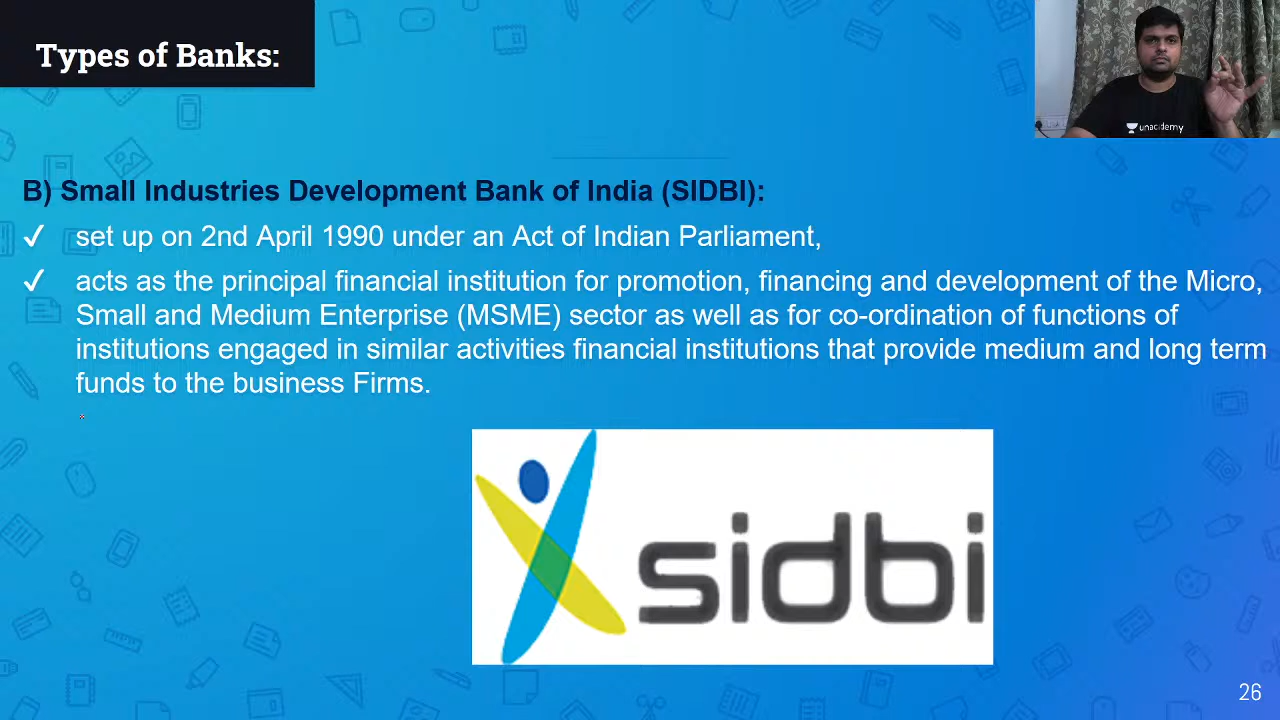 Types of Banks:
unacademy
B) Small Industries Development Bank of India (SIDBI):
✓ set up on 2nd April 1990 under an Act of Indian Parliament,
✓ acts as the principal financial institution for promotion, financing and development of the Micro,
Small and Medium Enterprise (MSME) sector as well as for co-ordination of functions of
institutions engaged in similar activities financial institutions that provide medium and long term
funds to the business Firms.
sidbi
26